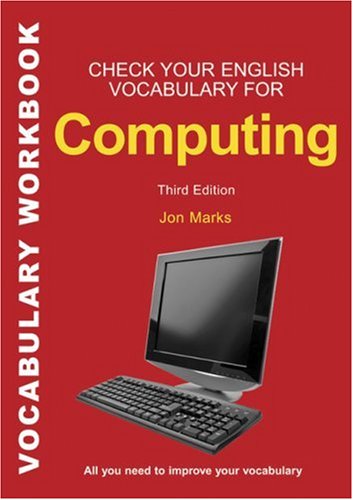 VOCABULARY WORKBOOK
CHECK YOUR ENGLISH
VOCABULARY FOR
Computing
Third Edition
Jon Marks
All you need to improve your vocabulary